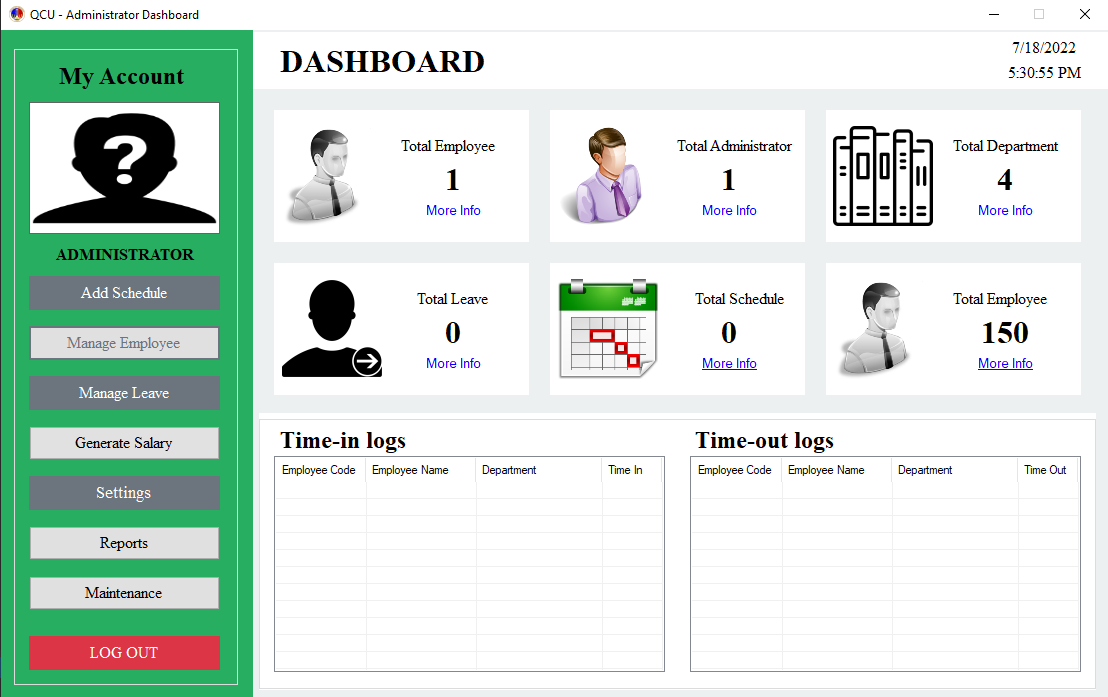 QCU - Administrator Dashboard
My Account
?
ADMINISTRATOR
Add Schedule
Manage Employee
Manage Leave
Generate Salary
Settings
Reports
Maintenance
LOG OUT
DASHBOARD
7/18/2022
5:30:55 PM
Total Employee
1
More Info
Total Administrator
1
More Info
Total Department
4
More Info
Total Leave
0
More Info
Total Schedule
0
More Info
Total Employee
150
More Info
Time-in logs
Employee Code Employee Name Department Time In
Time-out logs
Employee Code Employee Name Department Time Out